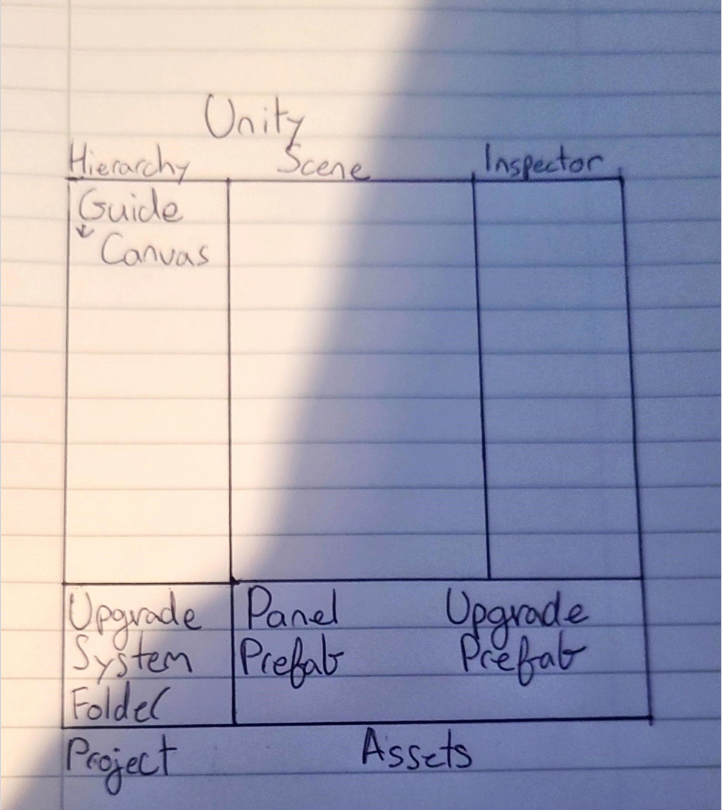 Unity
Hierarchy Scene Inspector
Guide
Canvas
Upgrade System Folder
Panel Prefab
Upgrade Prefab
Project Assets